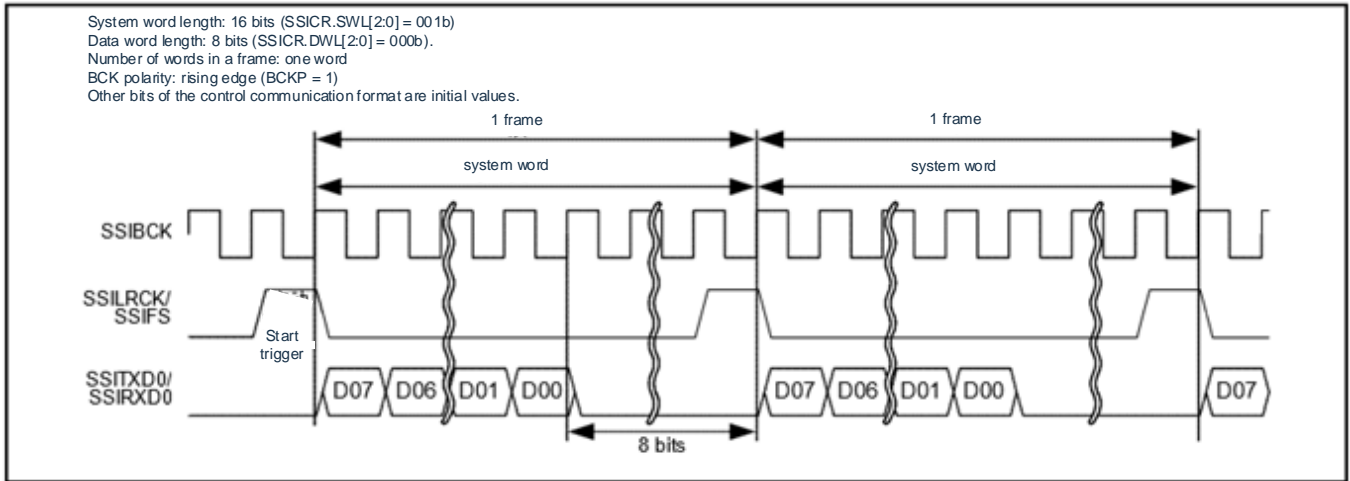 System word length: 16 bits (SSICR.SWL[2:0] = 001b)
Data word length: 8 bits (SSICR.DWL[2:0] = 000b).
Number of words in a frame: one word
BCK polarity: rising edge (BCKP = 1)
Other bits of the control communication format are initial values.
1 frame 1 frame
system word system word
SSIBCK
SSILRCK/
SSIFS
Start
trigger
SSITXD0/
SSIRXD0
D07 D06 D01 D00 D07 D06 D01 D00 D07
8 bits